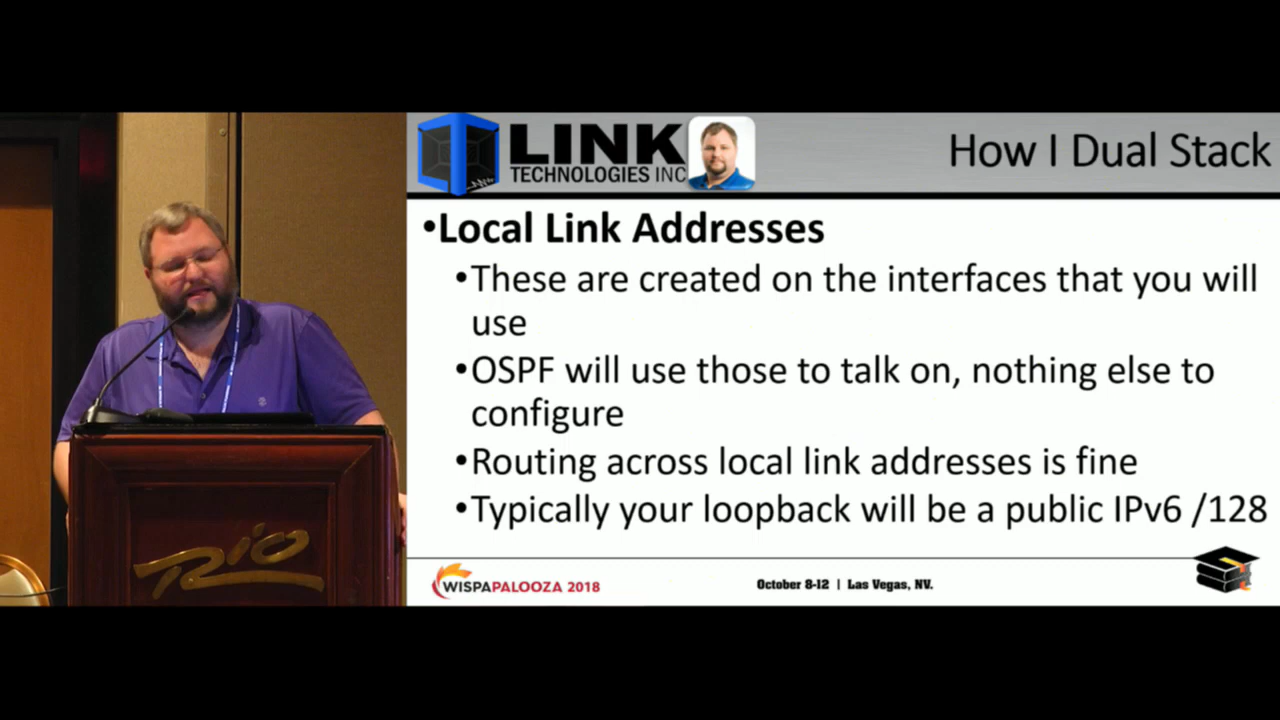 LINK
TECHNOLOGIES INC
How I Dual Stack
•Local Link Addresses
•These are created on the interfaces that you will
use
•OSPF will use those to talk on, nothing else to
configure
•Routing across local link addresses is fine
•Typically your loopback will be a public IPv6 /128
Rio
WISPAPALOOZA 2018
October 8-12 | Las Vegas, NV.